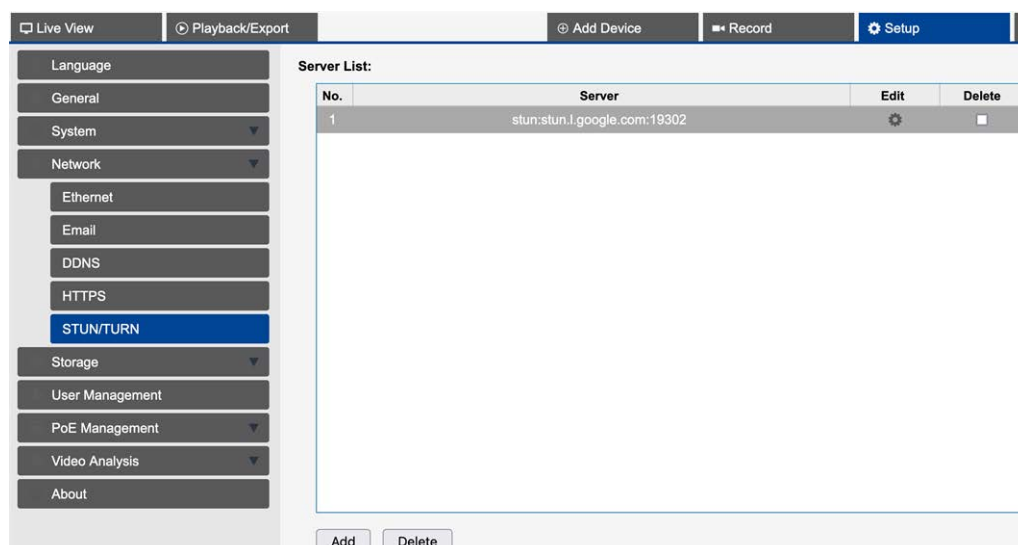 Live View Playback/Export Add Device Record Setup
Language
General
System
Network
Ethernet
Email
DDNS
HTTPS
STUN/TURN
Storage
User Management
PoE Management
Video Analysis
About
Server List:
No. Server Edit Delete
1 stun:stun.l.google.com:19302
Add Delete